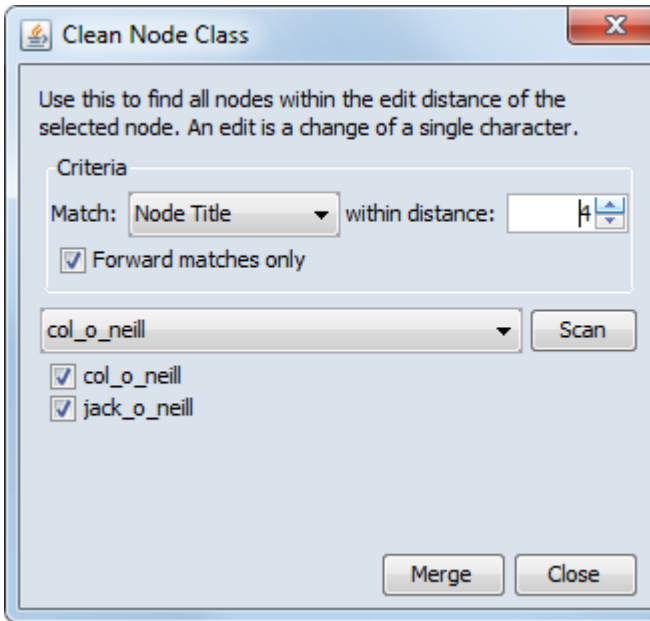 Clean Node Class
Use this to find all nodes within the edit distance of the
selected node. An edit is a change of a single character.
Criteria
Match: Node Title within distance: 4
Forward matches only
col_o_neill Scan
col_o_neill
jack_o_neill
Merge Close